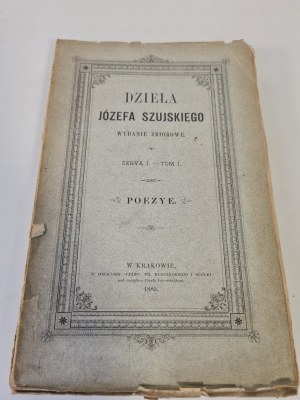 DZIEŁA
JÓZEFA SZUJSKIEGO
WYDANIE ZBIOROWE.
SERYA I. — TOM I.
POEZYE.
W KRAKOWIE,
1885.